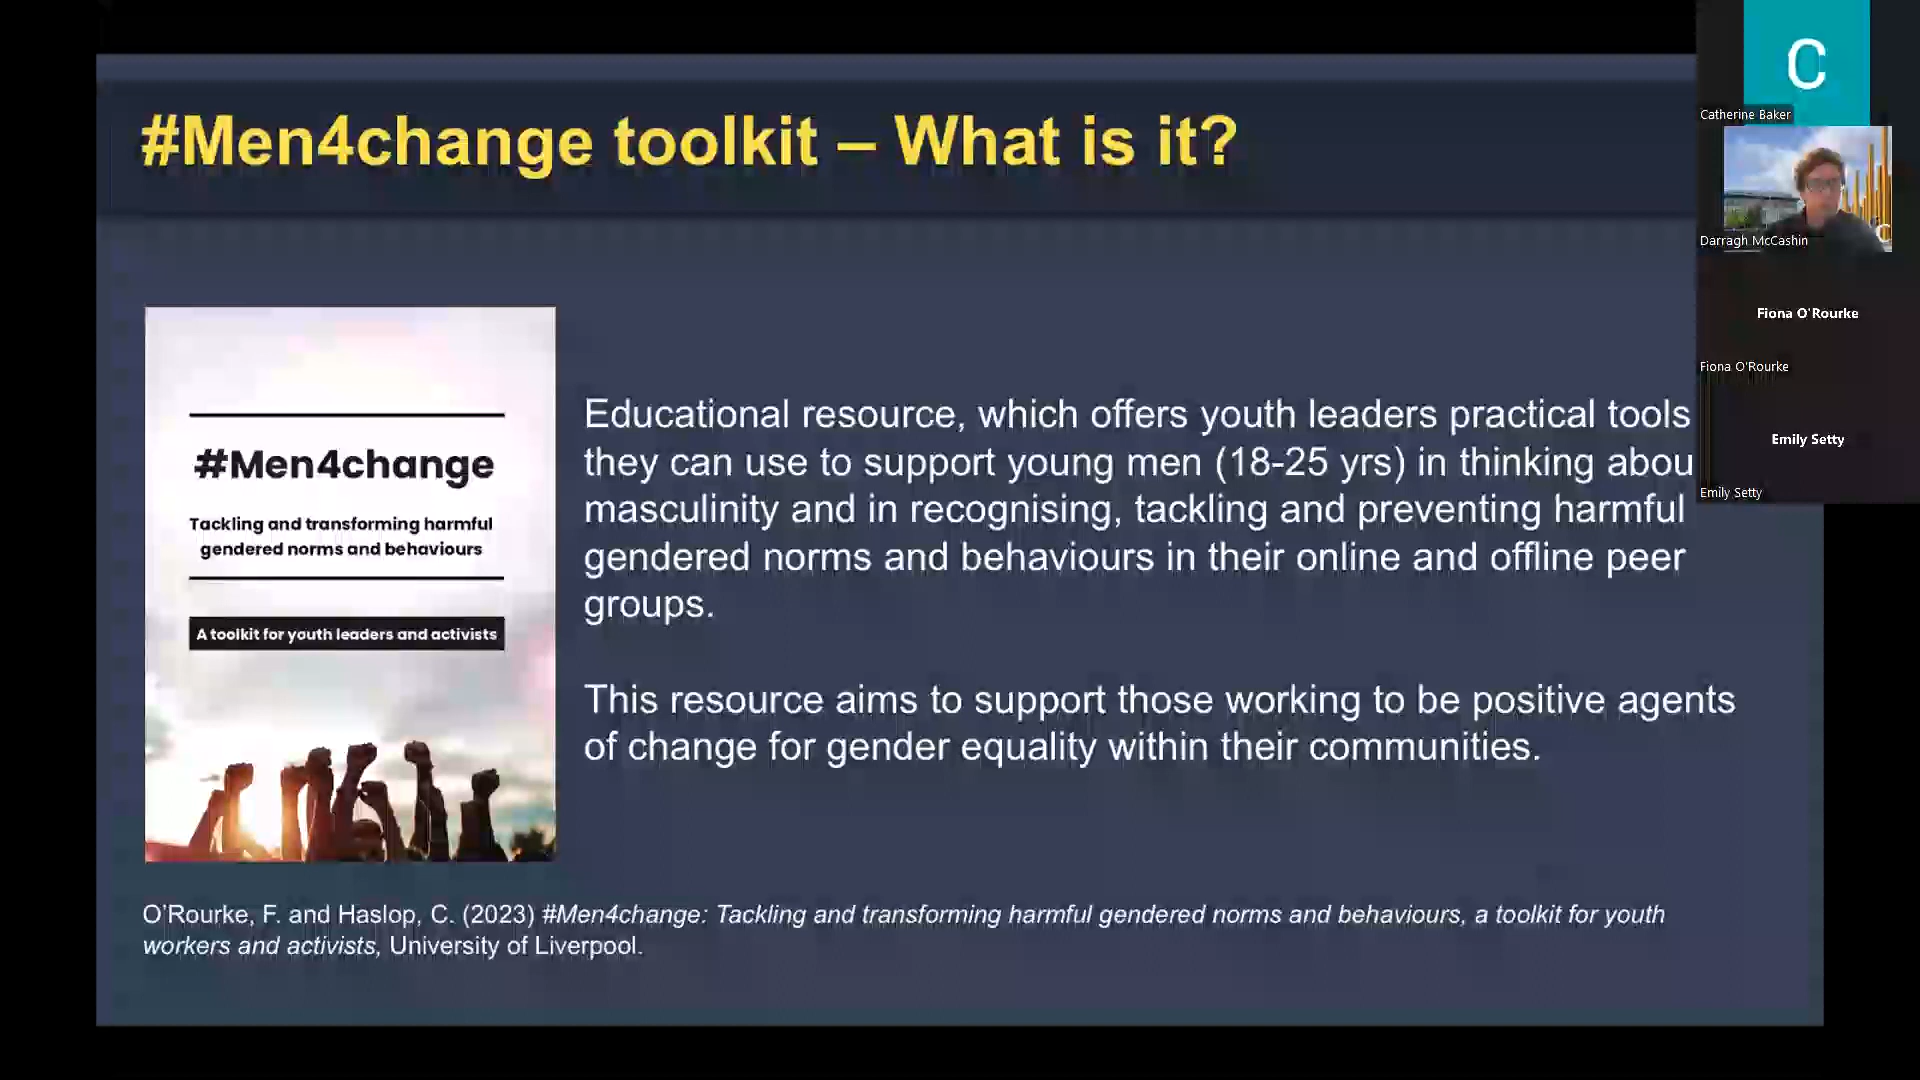 #Men4change toolkit – What is it?
#Men4change
Tackling and transforming harmful
gendered norms and behaviours
A toolkit for youth leaders and activists
Educational resource, which offers youth leaders practical tools
they can use to support young men (18-25 yrs) in thinking abou
masculinity and in recognising, tackling and preventing harmful
gendered norms and behaviours in their online and offline peer
groups.
This resource aims to support those working to be positive agents
of change for gender equality within their communities.
O’Rourke, F. and Haslop, C. (2023) #Men4change: Tackling and transforming harmful gendered norms and behaviours, a toolkit for youth
workers and activists, University of Liverpool.
C
Catherine Baker
Darragh McCashin
Fiona O'Rourke
Fiona O'Rourke
Emily Setty
Emily Setty